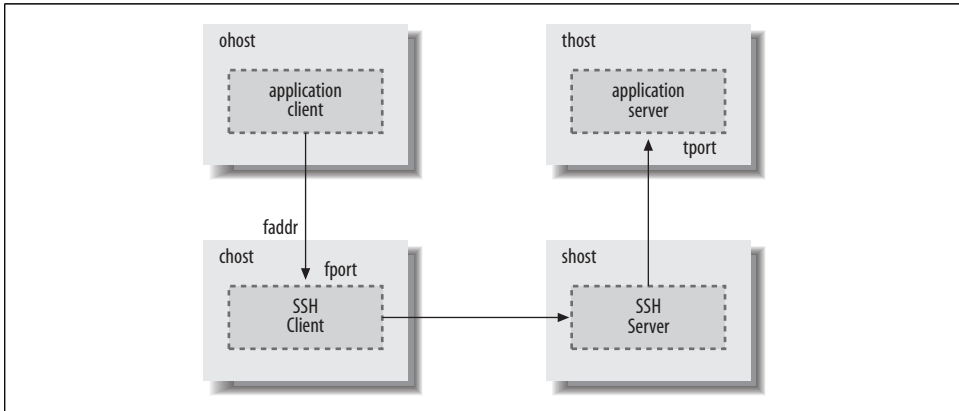 ohost
application
client
thost
application
server
tport
faddr
chost
fport
SSH
Client
shost
SSH
Server